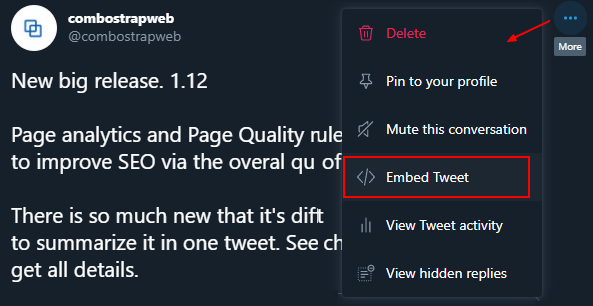 combostrapweb
@combostrapweb
New big release. 1.12
Page analytics and Page Quality rule
to improve SEO via the overal qu of
There is so much new that it's dift
to summarize it in one tweet. See ch
get all details.
More
Delete
Pin to your profile
Mute this conversation
Embed Tweet
View Tweet activity
View hidden replies